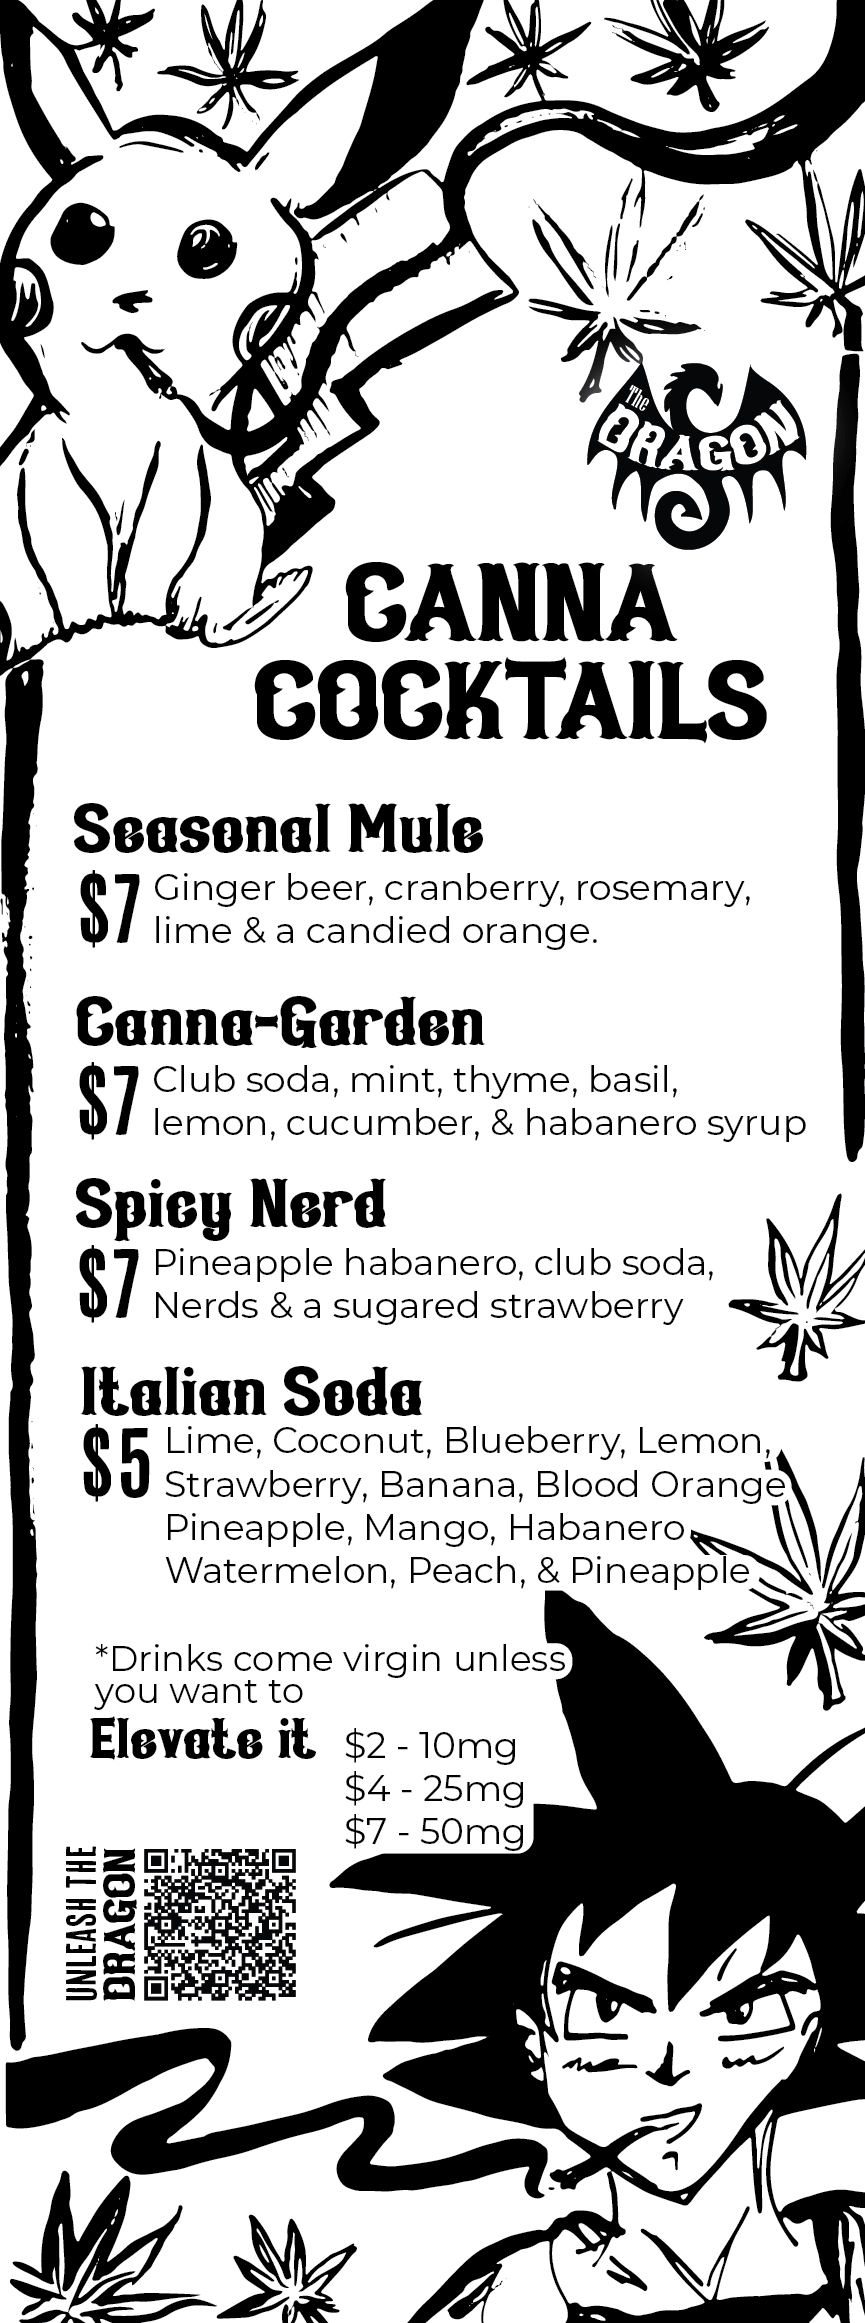 The
DRAGON
CANNA
COCKTAILS
Seasonal Mule
$7 Ginger beer, cranberry, rosemary,
lime & a candied orange.
Canna-Garden
$7 Club soda, mint, thyme, basil,
lemon, cucumber, & habanero syrup
Spicy Nerd
$7 Pineapple habanero, club soda,
Nerds & a sugared strawberry
Italian Soda
$5 Lime, Coconut, Blueberry, Lemon,
Strawberry, Banana, Blood Orange
Pineapple, Mango, Habanero
Watermelon, Peach, & Pineapple
*Drinks come virgin unless
you want to
Elevate it
$2 - 10mg
$4 - 25mg
$7 - 50mg
UNLEASH THE
DRAGON